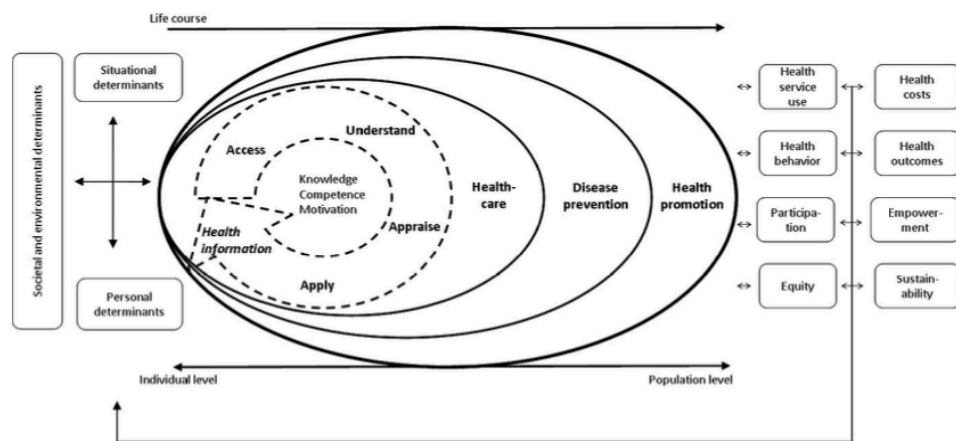 Life course
Societal and environmental determinants
Situational
determinants
Personal
determinants
Access
Understand
Knowledge
Competence
Motivation
Health
information
Appraise
Apply
Health-
care
Disease
prevention
Health
promotion
Health
service
use
Health
costs
Health
behavior
Health
outcomes
Participa-
tion
Empower-
ment
Equity
Sustain-
ability
Individual level
Population level